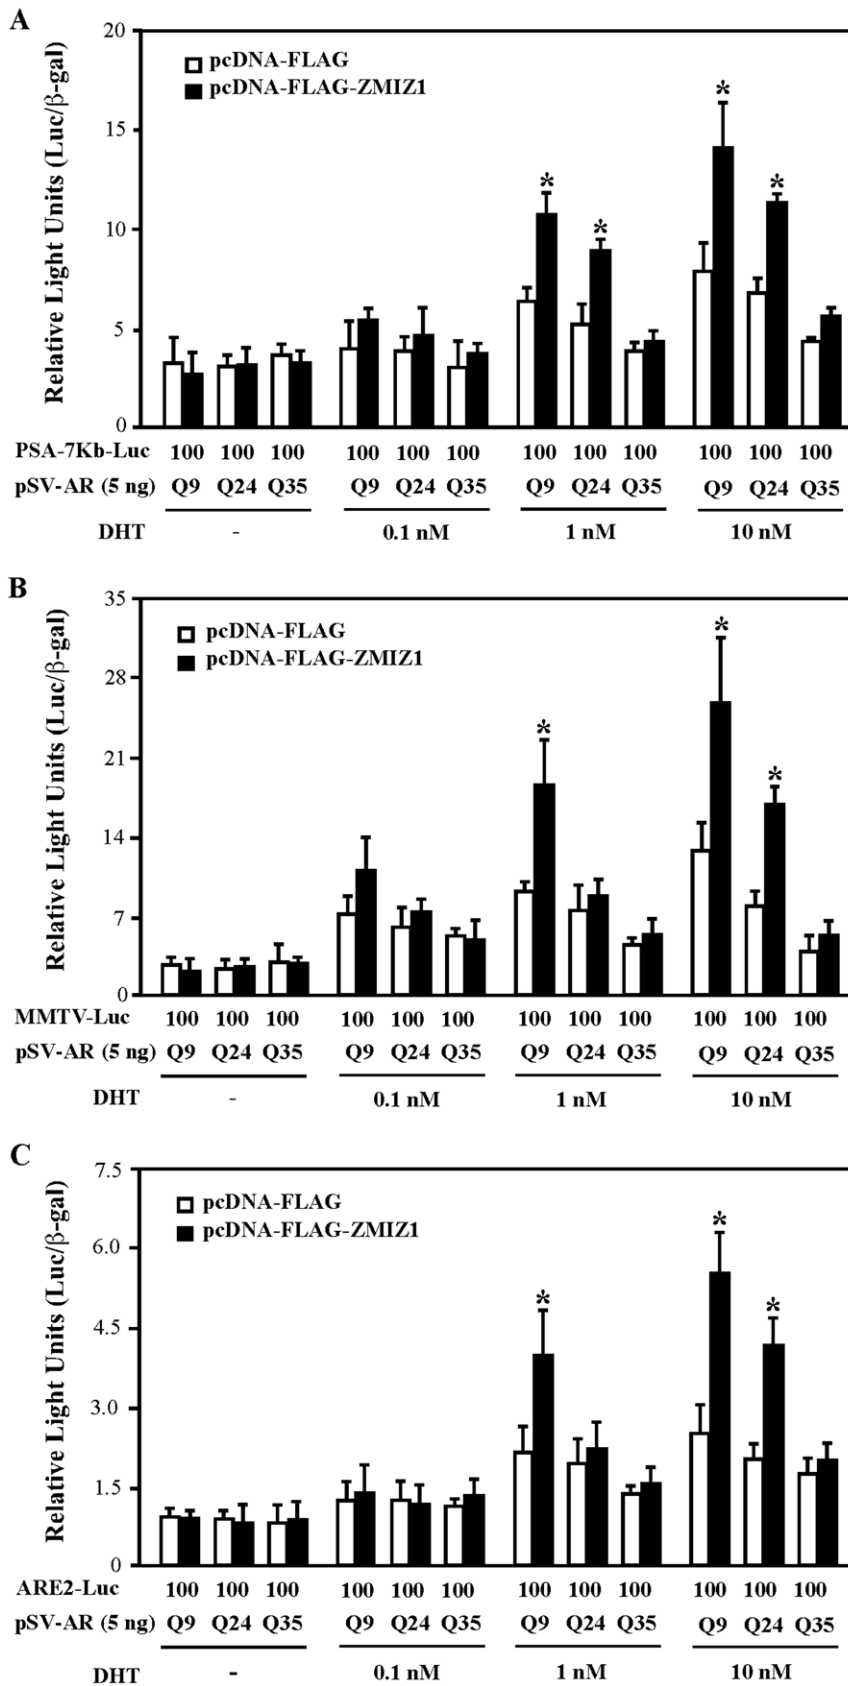 A
20
pcDNA-FLAG
pcDNA-FLAG-ZMIZ1
* * * *
15
10
5
0
Relative Light Units (Luc/β-gal)
PSA-7Kb-Luc 100 100 100 100 100 100 100 100 100 100 100 100
pSV-AR (5 ng) Q9 Q24 Q35 Q9 Q24 Q35 Q9 Q24 Q35 Q9 Q24 Q35
DHT - 0.1 nM 1 nM 10 nM
B
35
pcDNA-FLAG
pcDNA-FLAG-ZMIZ1
* * *
28
21
14
7
0
Relative Light Units (Luc/β-gal)
MMTV-Luc 100 100 100 100 100 100 100 100 100 100 100 100
pSV-AR (5 ng) Q9 Q24 Q35 Q9 Q24 Q35 Q9 Q24 Q35 Q9 Q24 Q35
DHT - 0.1 nM 1 nM 10 nM
C
7.5
pcDNA-FLAG
pcDNA-FLAG-ZMIZ1
* * *
6.0
4.5
3.0
1.5
0
Relative Light Units (Luc/β-gal)
ARE2-Luc 100 100 100 100 100 100 100 100 100 100 100 100
pSV-AR (5 ng) Q9 Q24 Q35 Q9 Q24 Q35 Q9 Q24 Q35 Q9 Q24 Q35
DHT - 0.1 nM 1 nM 10 nM